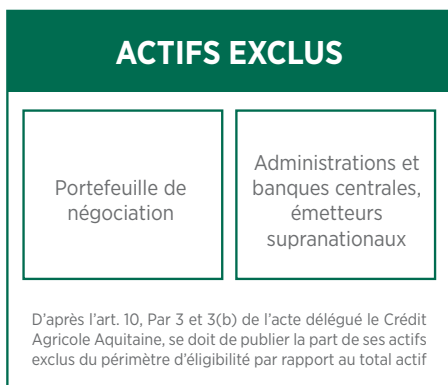 ACTIFS EXCLUS
Portefeuille de
négociation
Administrations et
banques centrales,
émetteurs
supranationaux
D'après l'art. 10, Par 3 et 3(b) de l'acte délégué le Crédit
Agricole Aquitaine, se doit de publier la part de ses actifs
exclus du périmètre d'éligibilité par rapport au total actif